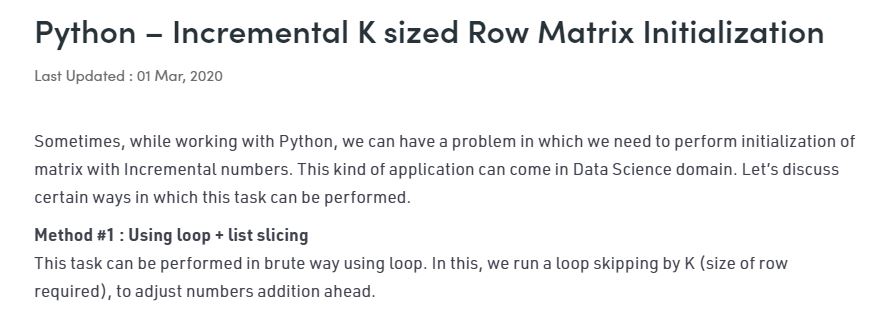 Python – Incremental K sized Row Matrix Initialization
Last Updated : 01 Mar, 2020
Sometimes, while working with Python, we can have a problem in which we need to perform initialization of
matrix with Incremental numbers. This kind of application can come in Data Science domain. Let’s discuss
certain ways in which this task can be performed.
Method #1 : Using loop + list slicing
This task can be performed in brute way using loop. In this, we run a loop skipping by K (size of row
required), to adjust numbers addition ahead.